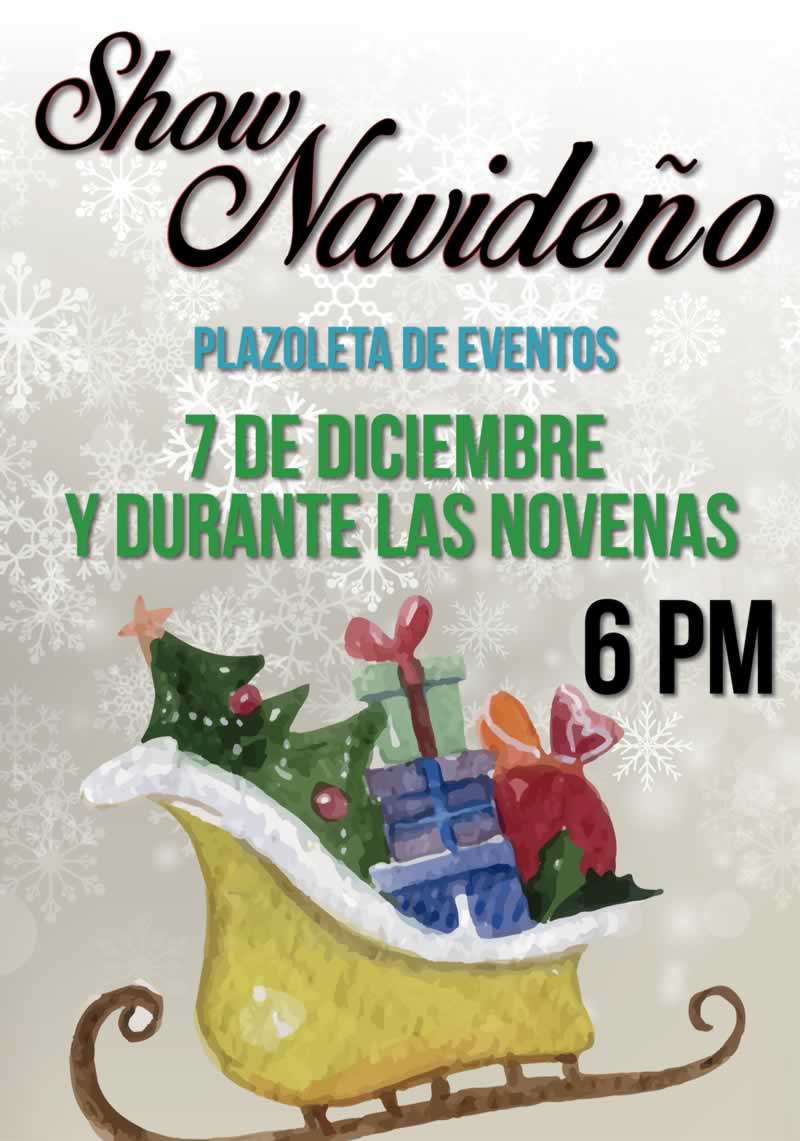 Show
Navideño
PLAZOLETA DE EVENTOS
7 DE DICIEMBRE
Y DURANTE LAS NOVENAS
6 PM